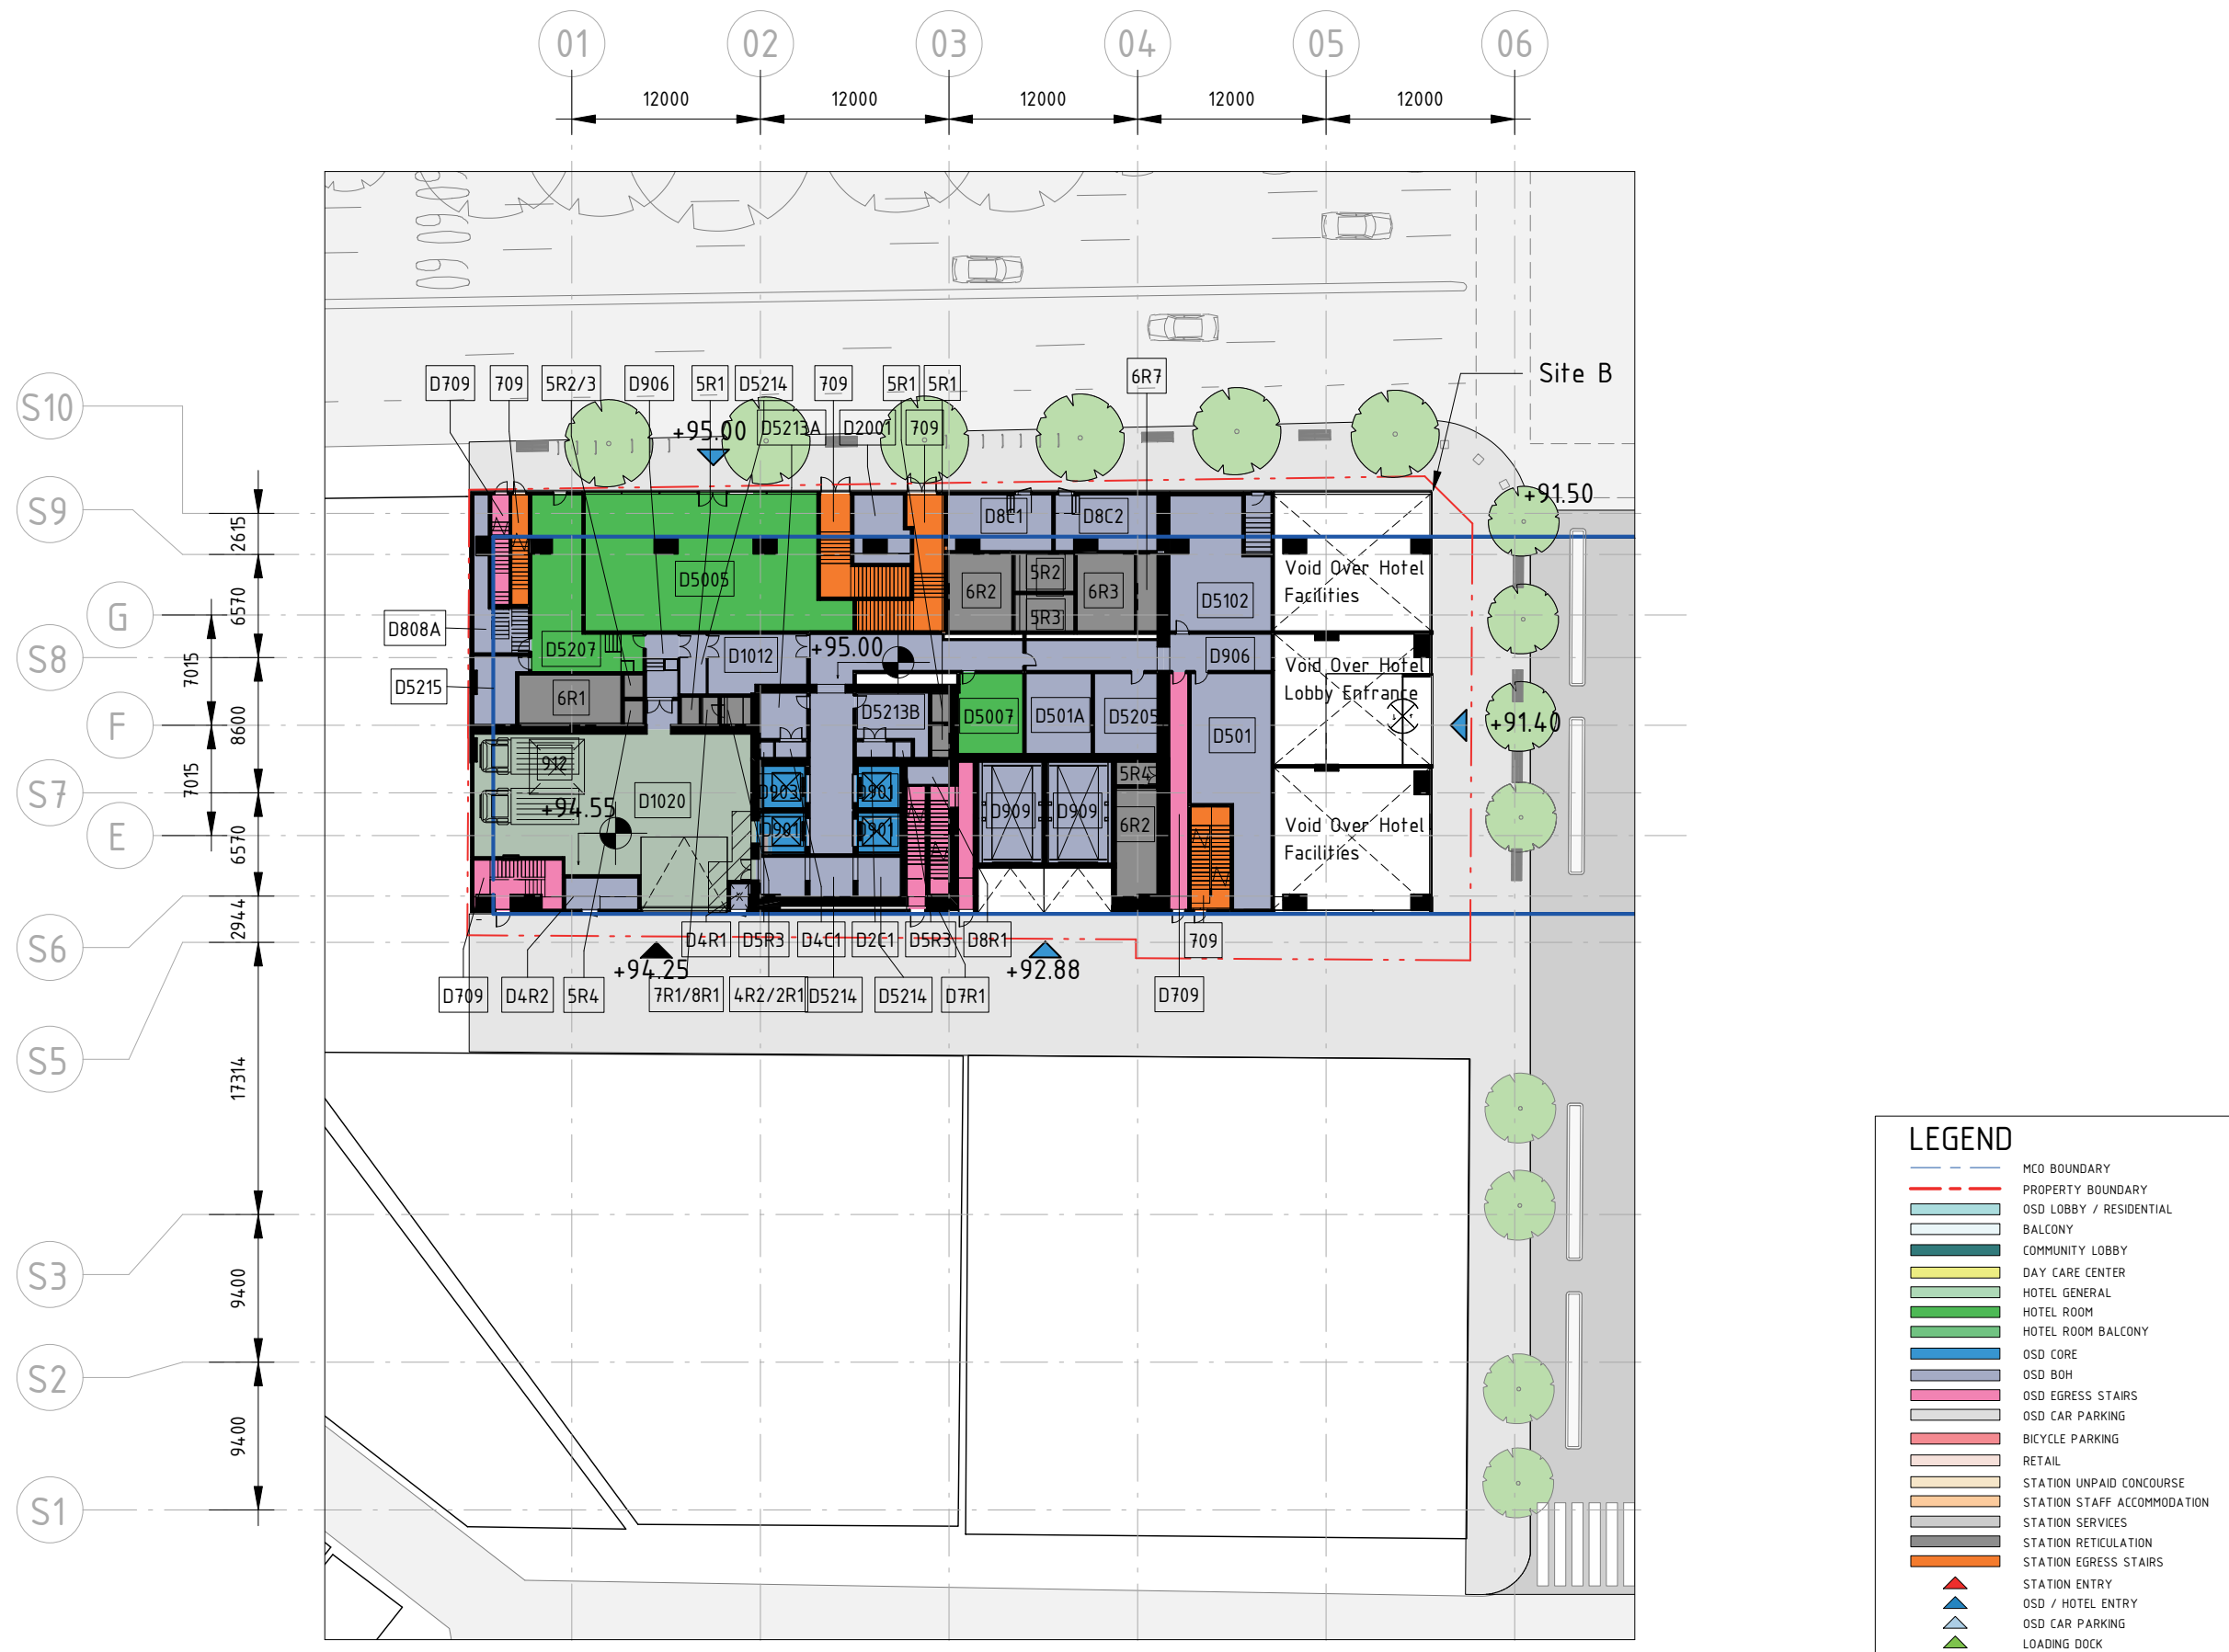 01 02 03 04 05 06
12000 12000 12000 12000 12000
Site B
S10
S9
G
S8
F
S7
E
S6
S5
S3
S2
S1
2615
6570
8600
6570
2944
17314
9400
9400
7015
7015
D709 709 5R2/3 D906 5R1 D5214 709 5R1 5R1 6R7
D5213A D2001 709
+95.00
+91.50
D8C1 D8C2
D5005
6R2 5R2 6R3
5R3
D5102
Void Over Hotel
Facilities
D808A
D5207
D1012
+95.00
D906
Void Over Hotel
Lobby Entrance
D5215
6R1
D5213B
D5007 D501A D5205
D501
+91.40
912
D1020
+94.55
D903 D901
D901 D901
D909 D909
5R4
6R2
Void Over Hotel
Facilities
D4R1 D5R3 D4C1 D2C1 D5R3 D8R1 709
+94.25
+92.88
D709 D4R2 5R4 7R1/8R1 4R2/2R1 D5214 D5214 D7R1 D709
LEGEND
MCO BOUNDARY
PROPERTY BOUNDARY
OSD LOBBY / RESIDENTIAL
BALCONY
COMMUNITY LOBBY
DAY CARE CENTER
HOTEL GENERAL
HOTEL ROOM
HOTEL ROOM BALCONY
OSD CORE
OSD BOH
OSD EGRESS STAIRS
OSD CAR PARKING
BICYCLE PARKING
RETAIL
STATION UNPAID CONCOURSE
STATION STAFF ACCOMMODATION
STATION SERVICES
STATION RETICULATION
STATION EGRESS STAIRS
STATION ENTRY
OSD / HOTEL ENTRY
OSD CAR PARKING
LOADING DOCK